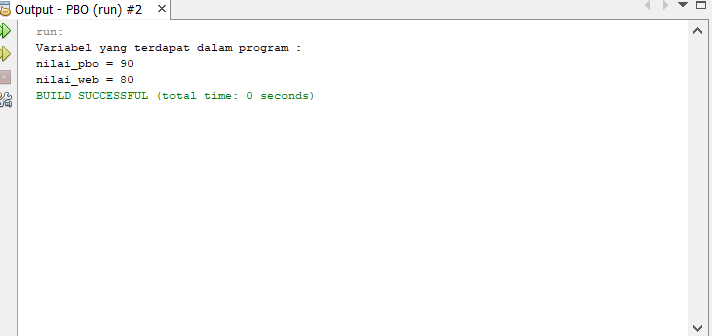 Output - PBO (run) #2
run:
Variabel yang terdapat dalam program :
nilai_pbo = 90
nilai_web = 80
BUILD SUCCESSFUL (total time: 0 seconds)